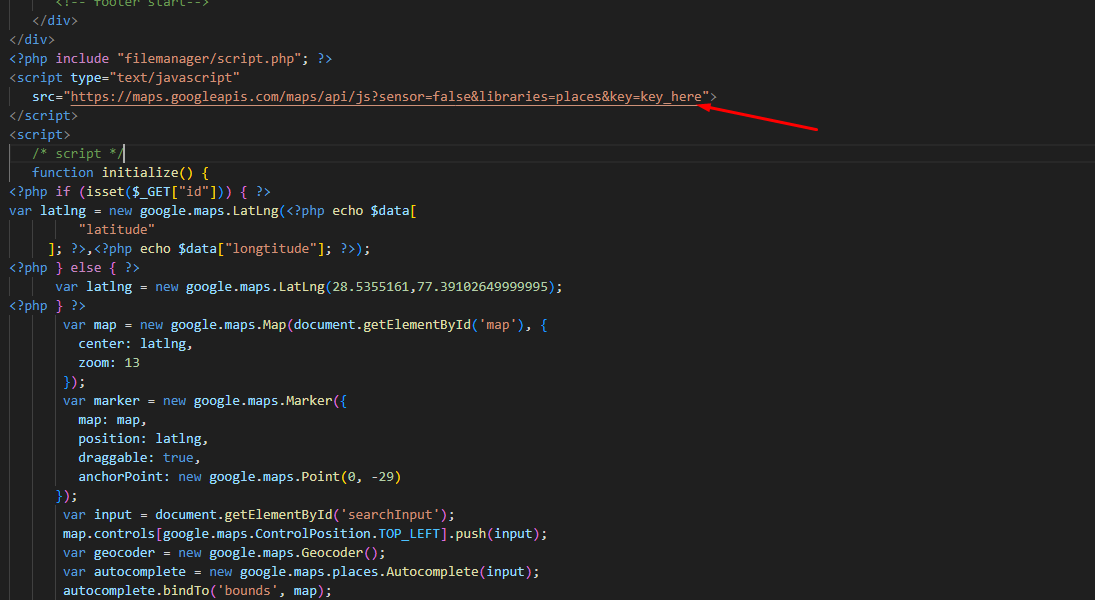 <!-- footer start-->
</div>
</div>
<?php include "filemanager/script.php"; ?>
<script type="text/javascript"
src="https://maps.googleapis.com/maps/api/js?sensor=false&libraries=places&key=key_here">
</script>
<script>
/* script */
function initialize() {
<?php if (isset($_GET["id"])) { ?>
var latlng = new google.maps.LatLng(<?php echo $data[
"latitude"
]; ?>,<?php echo $data["longtitude"]; ?>);
<?php } else { ?>
var latlng = new google.maps.LatLng(28.5355161,77.39102649999995);
<?php } ?>
var map = new google.maps.Map(document.getElementById('map'), {
center: latlng,
zoom: 13
});
var marker = new google.maps.Marker({
map: map,
position: latlng,
draggable: true,
anchorPoint: new google.maps.Point(0, -29)
});
var input = document.getElementById('searchInput');
map.controls[google.maps.ControlPosition.TOP_LEFT].push(input);
var geocoder = new google.maps.Geocoder();
var autocomplete = new google.maps.places.Autocomplete(input);
autocomplete.bindTo('bounds', map);